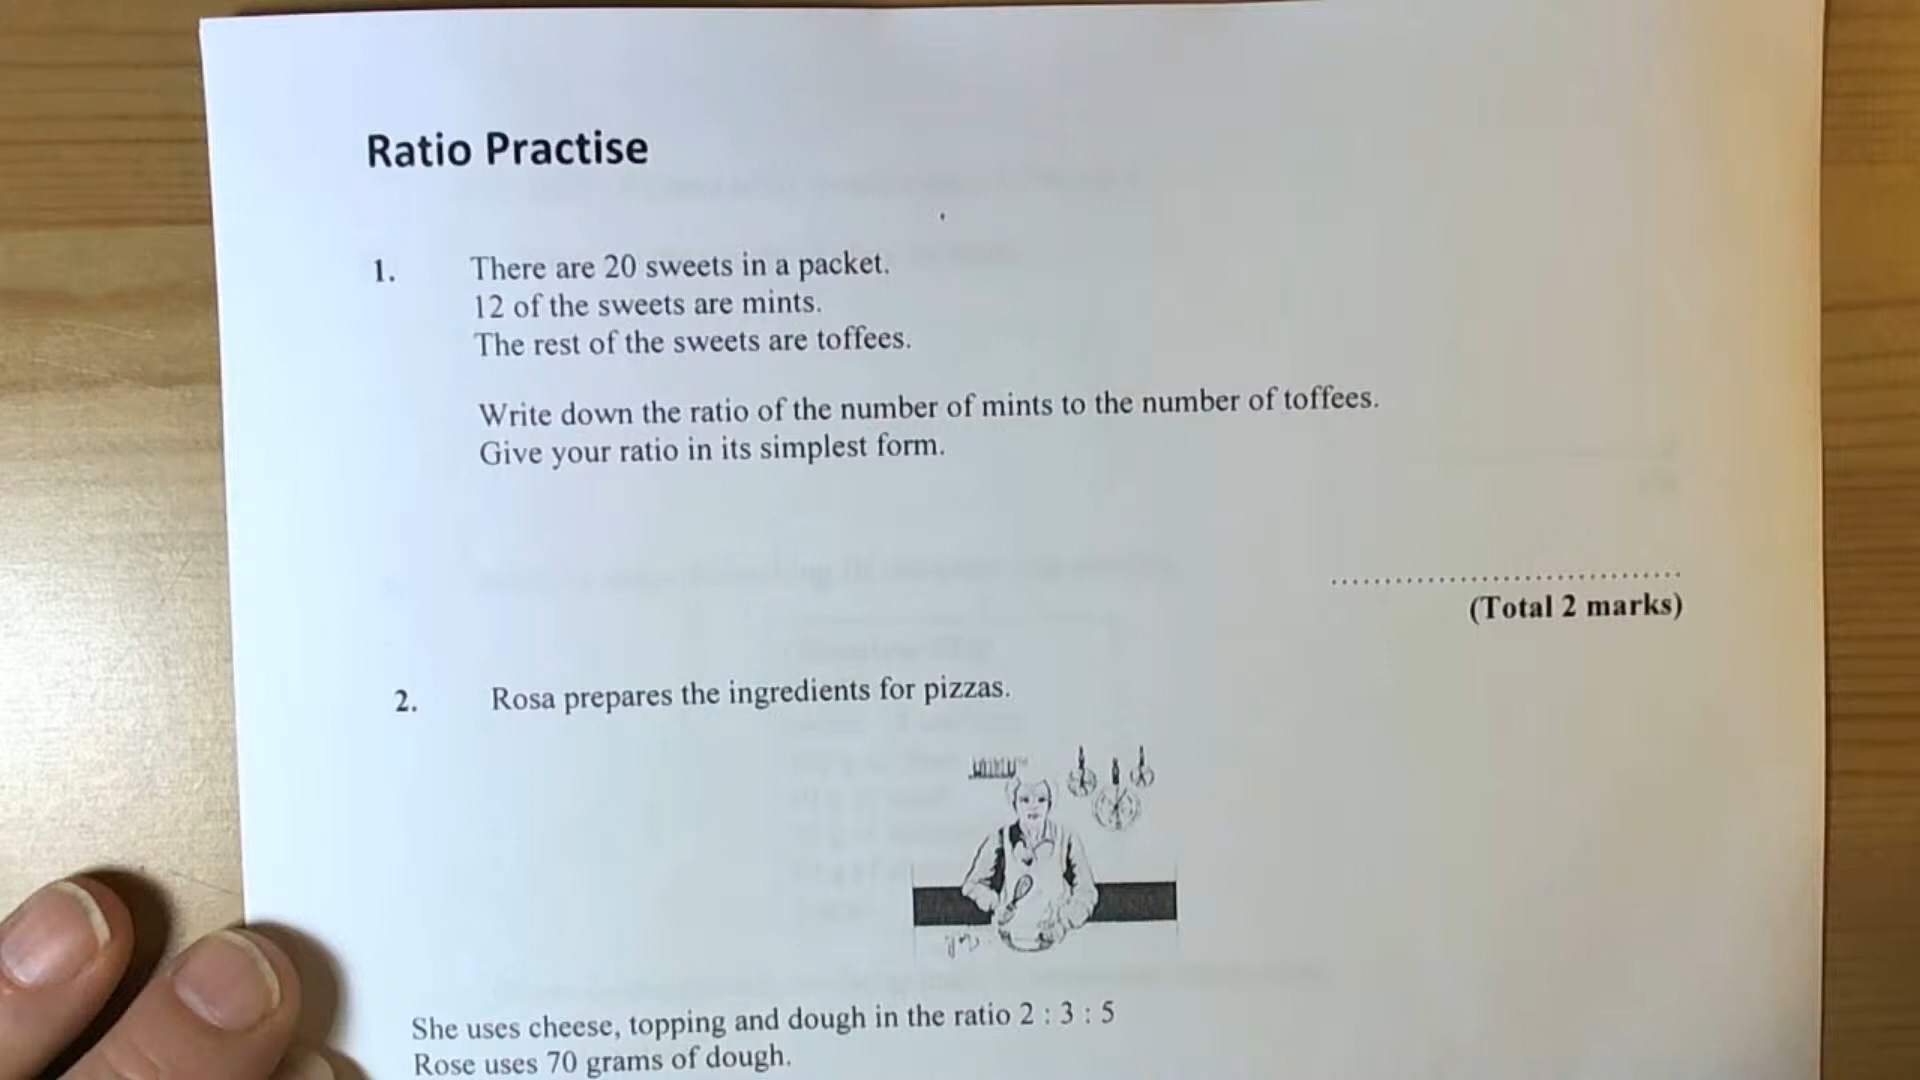 Ratio Practise
1. There are 20 sweets in a packet.
12 of the sweets are mints.
The rest of the sweets are toffees.
Write down the ratio of the number of mints to the number of toffees.
Give your ratio in its simplest form.
..................................
(Total 2 marks)
2. Rosa prepares the ingredients for pizzas.
She uses cheese, topping and dough in the ratio 2 : 3 : 5
Rose uses 70 grams of dough.